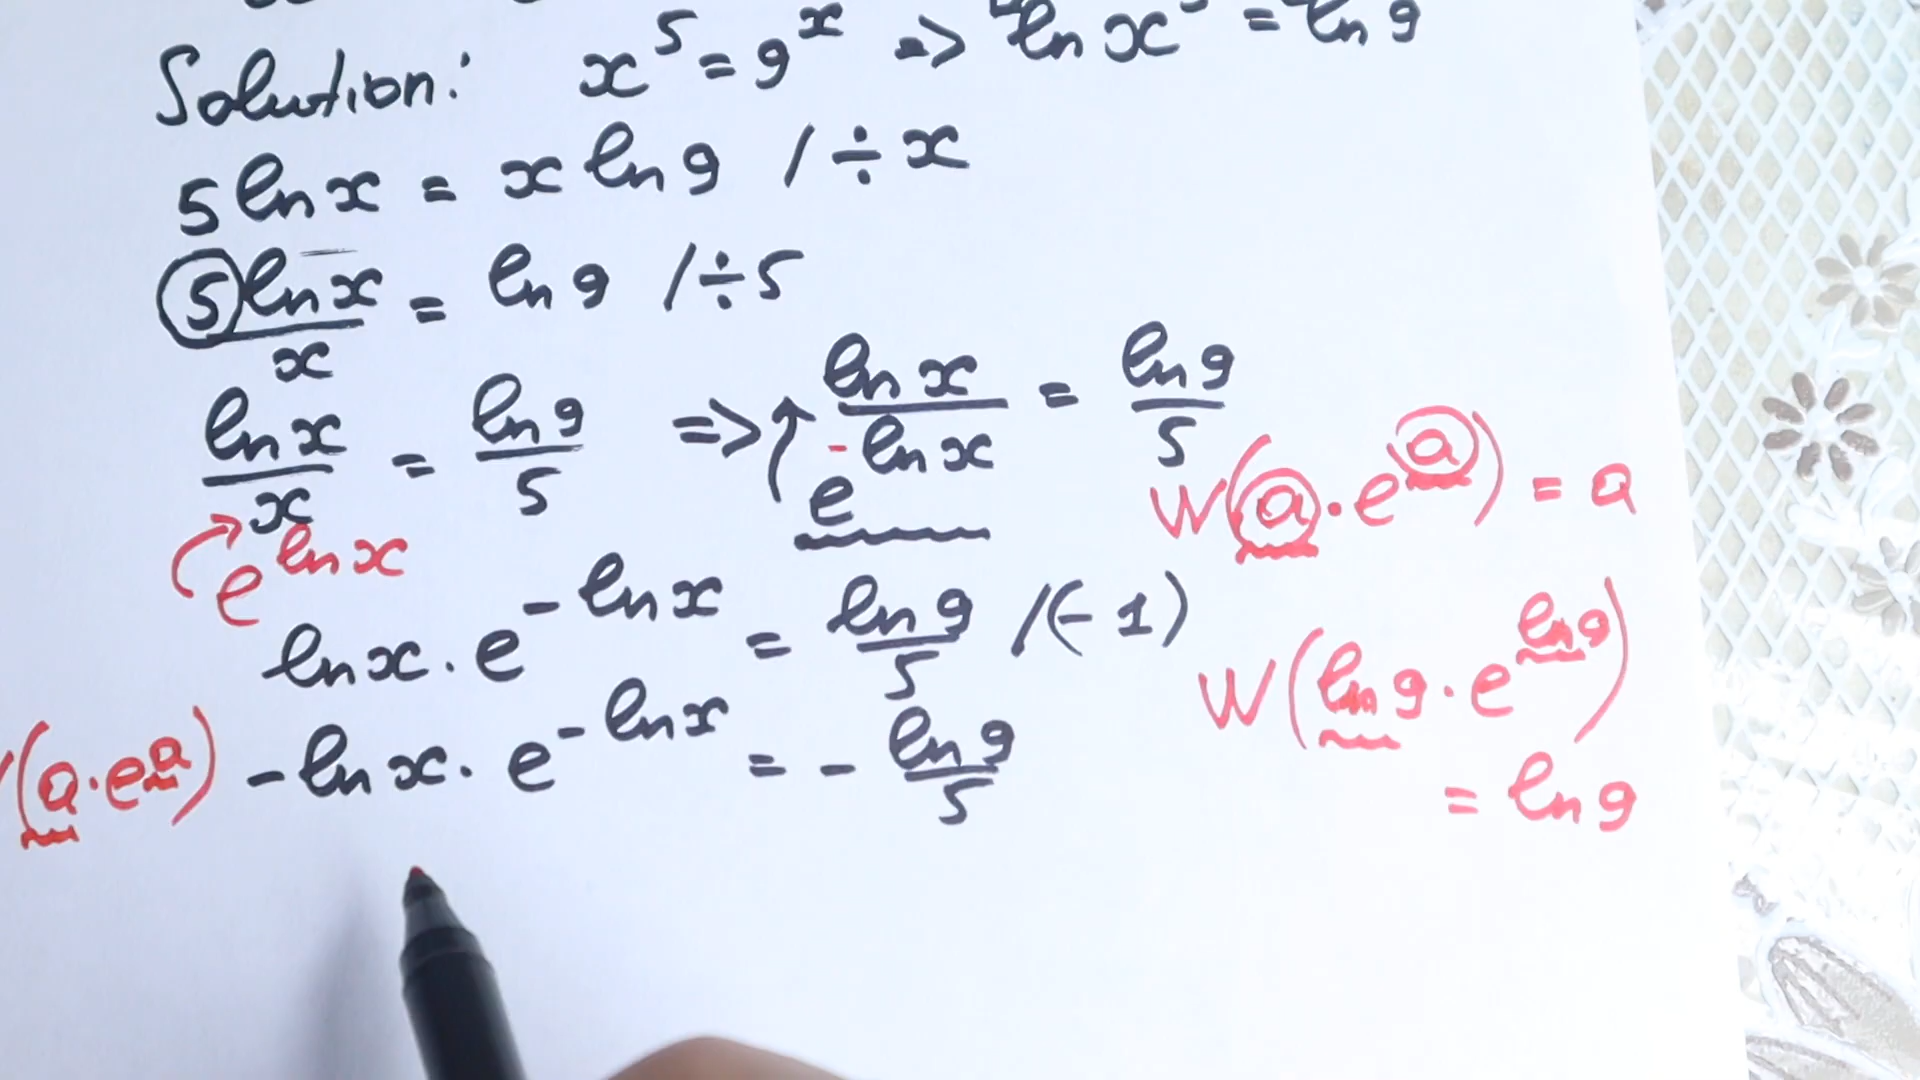 Solution: x^5 = 9^x => ln x = ln 9
5 ln x = x ln 9 / ÷ x
5 ln x / x = ln 9 / ÷ 5
ln x / x = ln 9 / 5 => ln x / e^ - ln x = ln 9 / 5
e^ln x
W(a · e^a) = a
ln x · e^-ln x = ln 9 / 5 /(-1)
W(ln 9 · e^ln 9)
= ln 9
(a · e^a) -ln x · e^-ln x = - ln 9 / 5